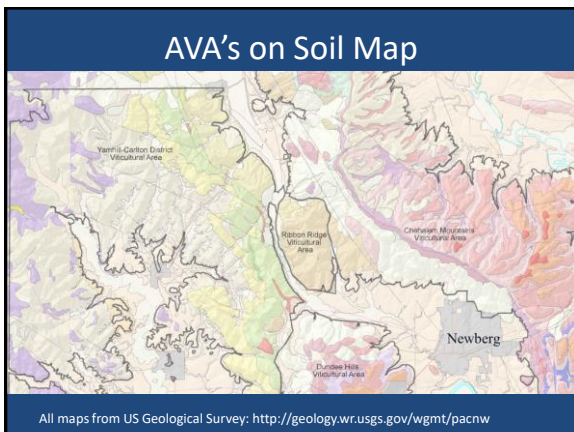 AVA's on Soil Map
Yamhill-Carlton District
Viticultural Area
Ribbon Ridge
Viticultural
Area
Chehalem Mountains
Viticultural Area
Newberg
Dundee Hills
Viticultural Area
All maps from US Geological Survey: http://geology.wr.usgs.gov/wgmt/pacnw